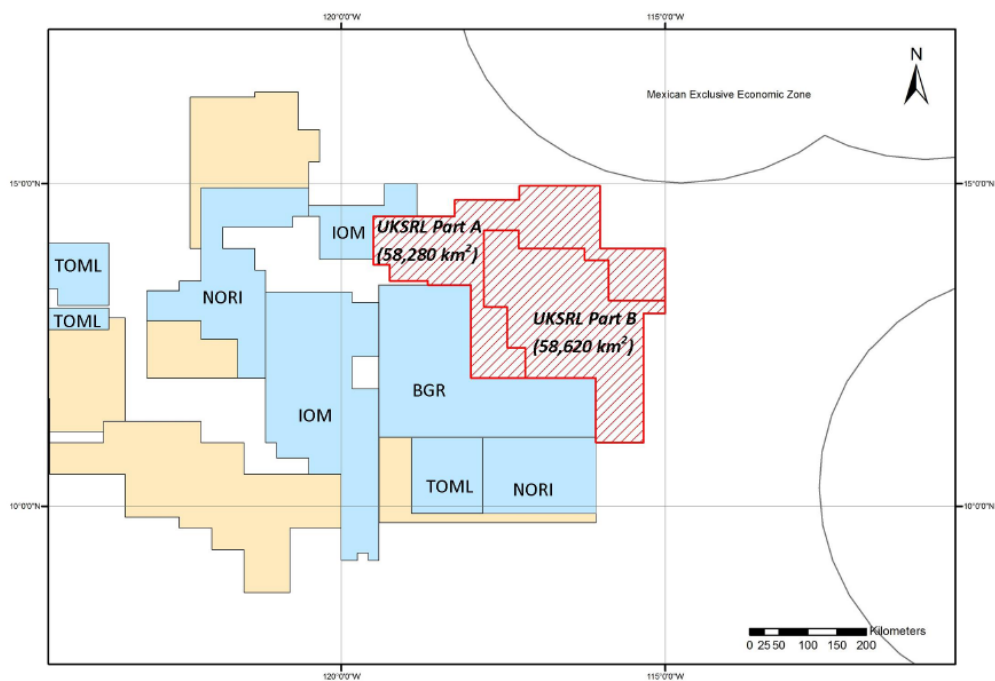 120°0'0"W
115°0'0"W
N
Mexican Exclusive Economic Zone
15°0'0"N
15°0'0"N
UKSRL Part A
(58,280 km²)
IOM
TOML
NORI
TOML
UKSRL Part B
(58,620 km²)
BGR
IOM
TOML
NORI
10°0'0"N
10°0'0"N
Kilometers
0 25 50 100 150 200
120°0'0"W
115°0'0"W